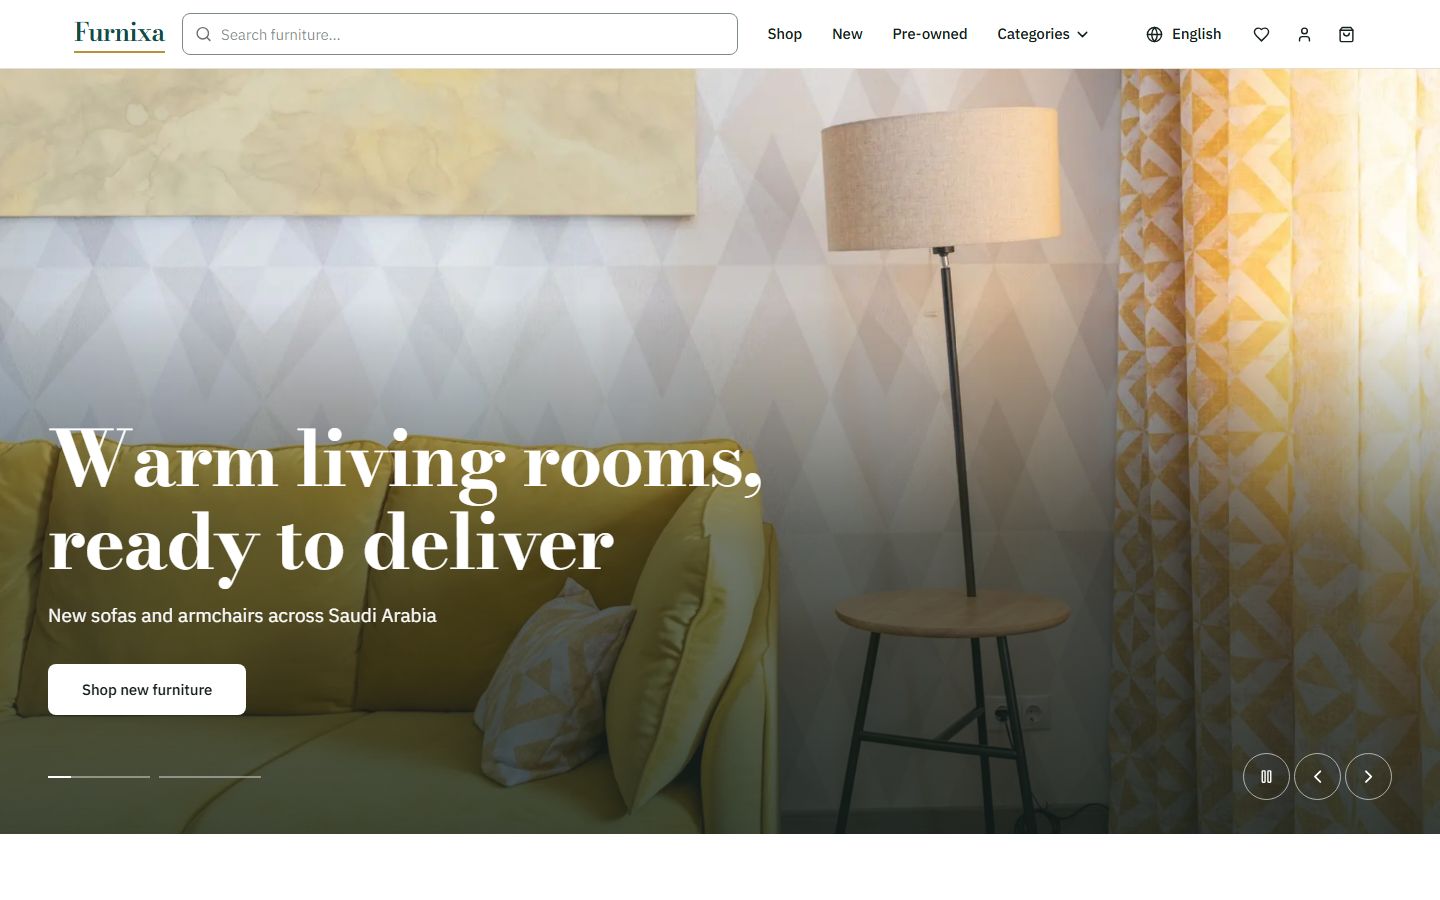 Furnixa
Search furniture...
Shop
New
Pre-owned
Categories
English
Warm living rooms,
ready to deliver
New sofas and armchairs across Saudi Arabia
Shop new furniture